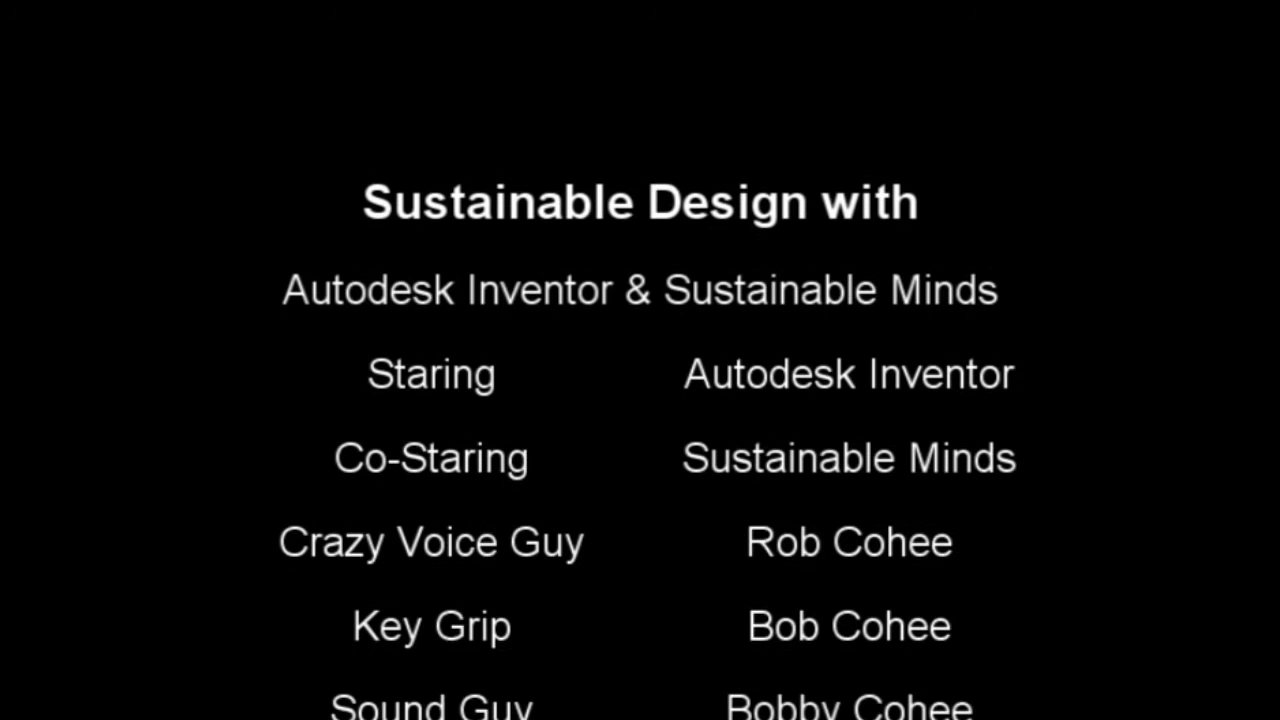 Sustainable Design with
Autodesk Inventor & Sustainable Minds
Staring Autodesk Inventor
Co-Staring Sustainable Minds
Crazy Voice Guy Rob Cohee
Key Grip Bob Cohee
Sound Guy Bobby Cohee